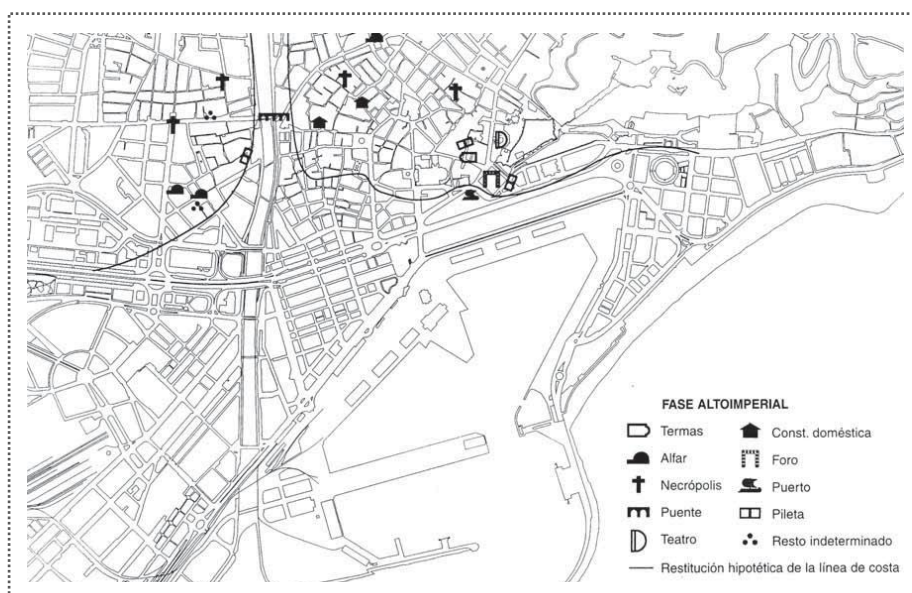 FASE ALTOIMPERIAL
Termas
Alfar
Necrópolis
Puente
Teatro
Const. doméstica
Foro
Puerto
Pileta
Resto indeterminado
Restitución hipotética de la línea de costa